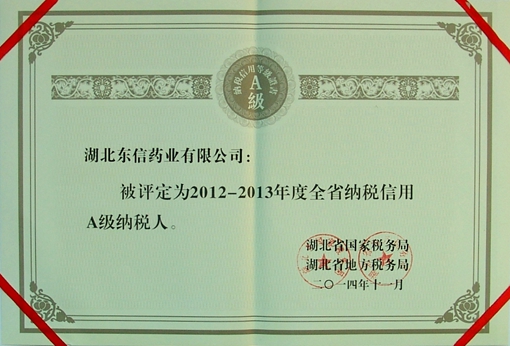 纳税信用等级證書
A
級
湖北东信药业有限公司：
被评定为2012-2013年度全省纳税信用
A级纳税人。
湖北省国家税务局
湖北省地方税务局
二〇一四年十一月